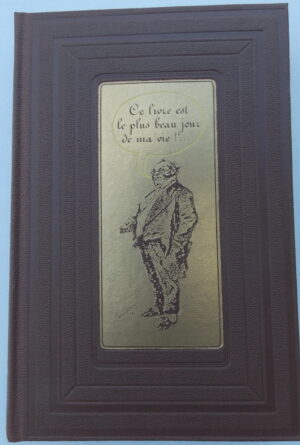 Ce livre est
le plus beau jour
de ma vie !...